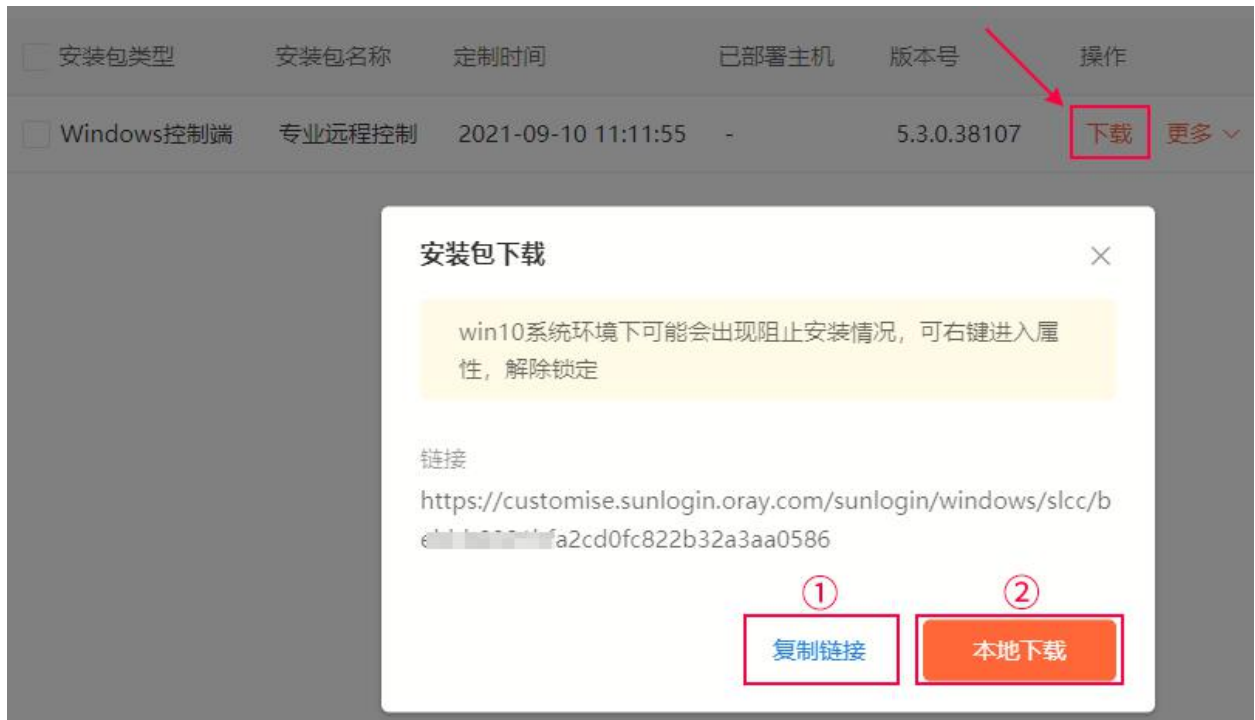 安装包类型 安装包名称 定制时间 已部署主机 版本号 操作
Windows控制端 专业远程控制 2021-09-10 11:11:55 - 5.3.0.38107 下载 更多
安装包下载
win10系统环境下可能会出现阻止安装情况，可右键进入属
性，解除锁定
链接
https://customise.sunlogin.oray.com/sunlogin/windows/slcc/b
fa2cd0fc822b32a3aa0586
① ②
复制链接 本地下载